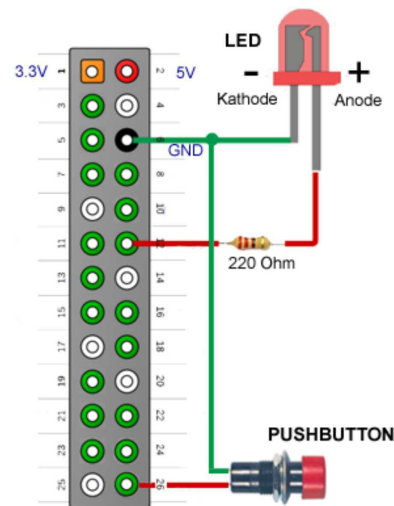 LED
3.3V 1 2 5V
- +
Kathode Anode
3 4
5 6
GND
7 8
9 10
11 12
220 Ohm
13 14
15 16
17 18
19 20
21 22
PUSHBUTTON
23 24
25 26